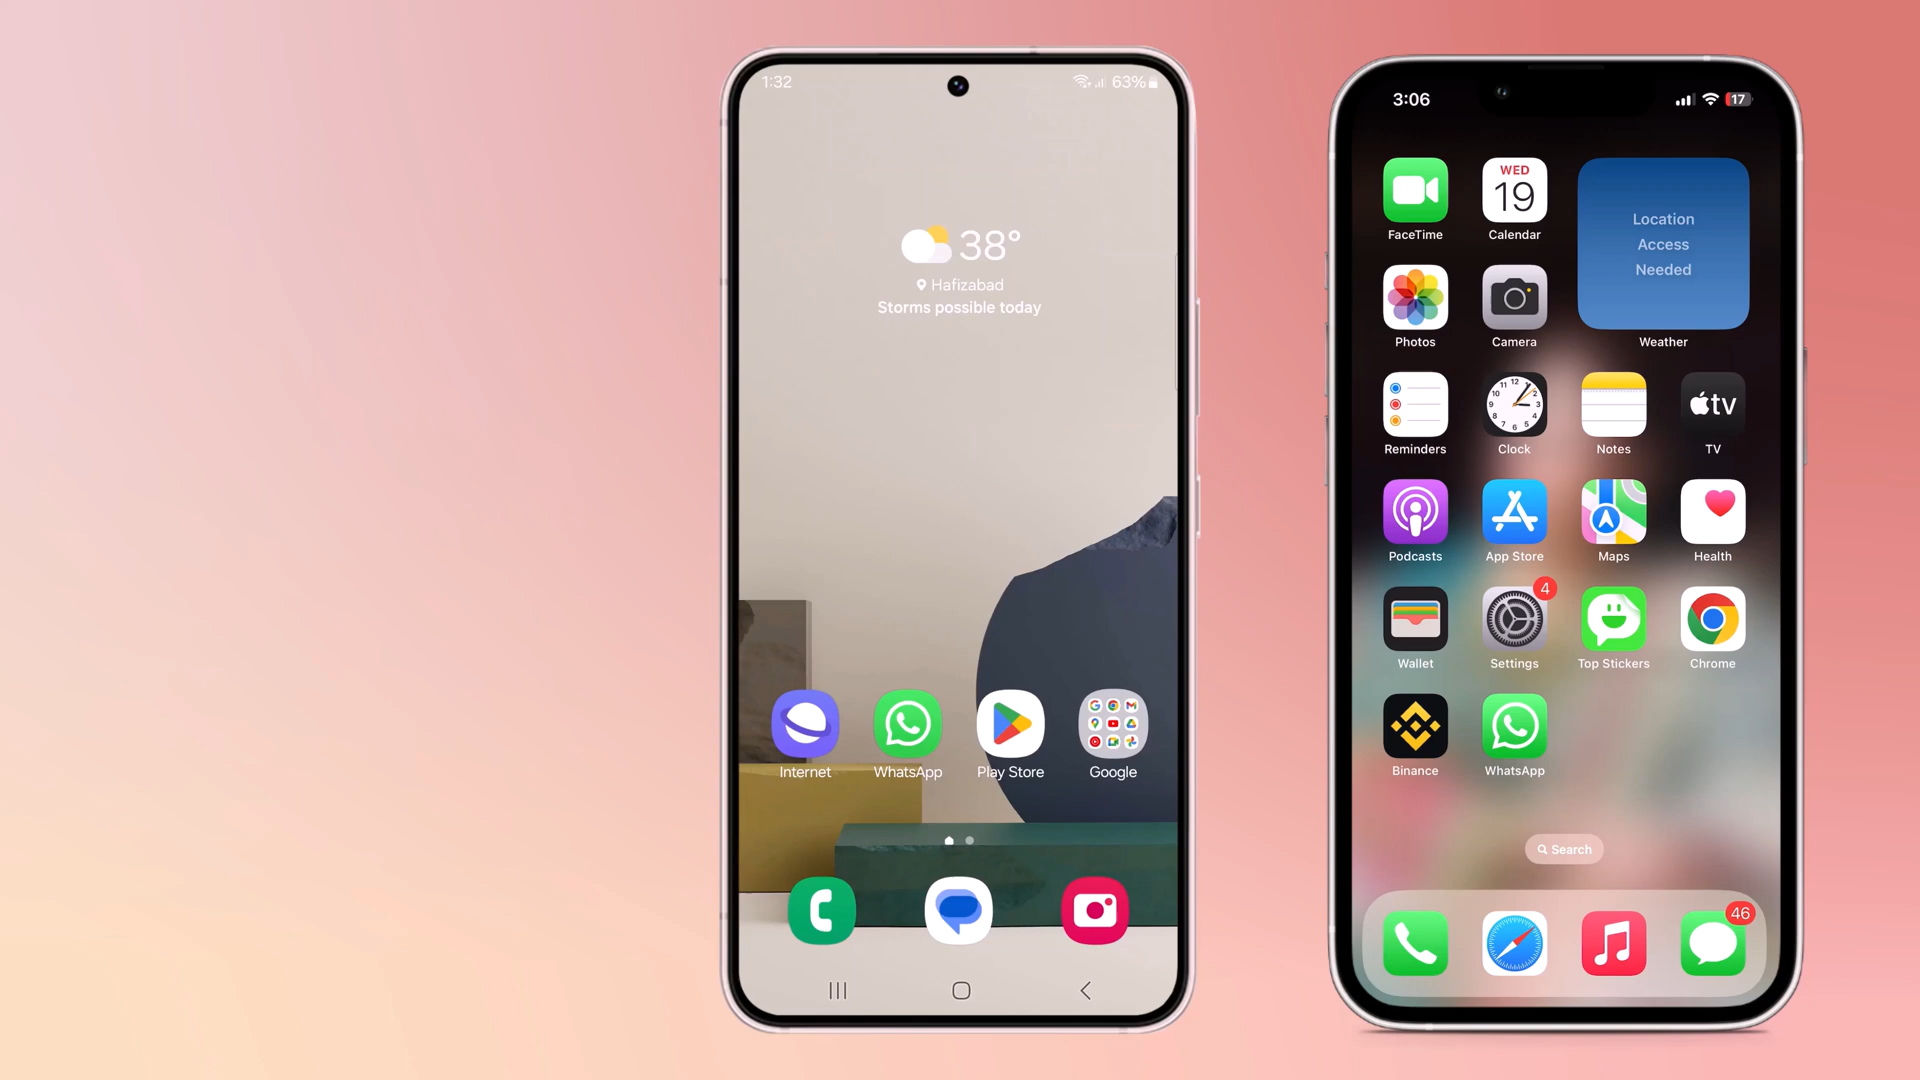 1:32
63%
38°
Hafizabad
Storms possible today
Internet
WhatsApp
Play Store
Google
3:06
17
WED
19
Location
Access
Needed
FaceTime
Calendar
Photos
Camera
Weather
tv
Reminders
Clock
Notes
TV
Podcasts
App Store
Maps
Health
4
Wallet
Settings
Top Stickers
Chrome
Binance
WhatsApp
Search
46